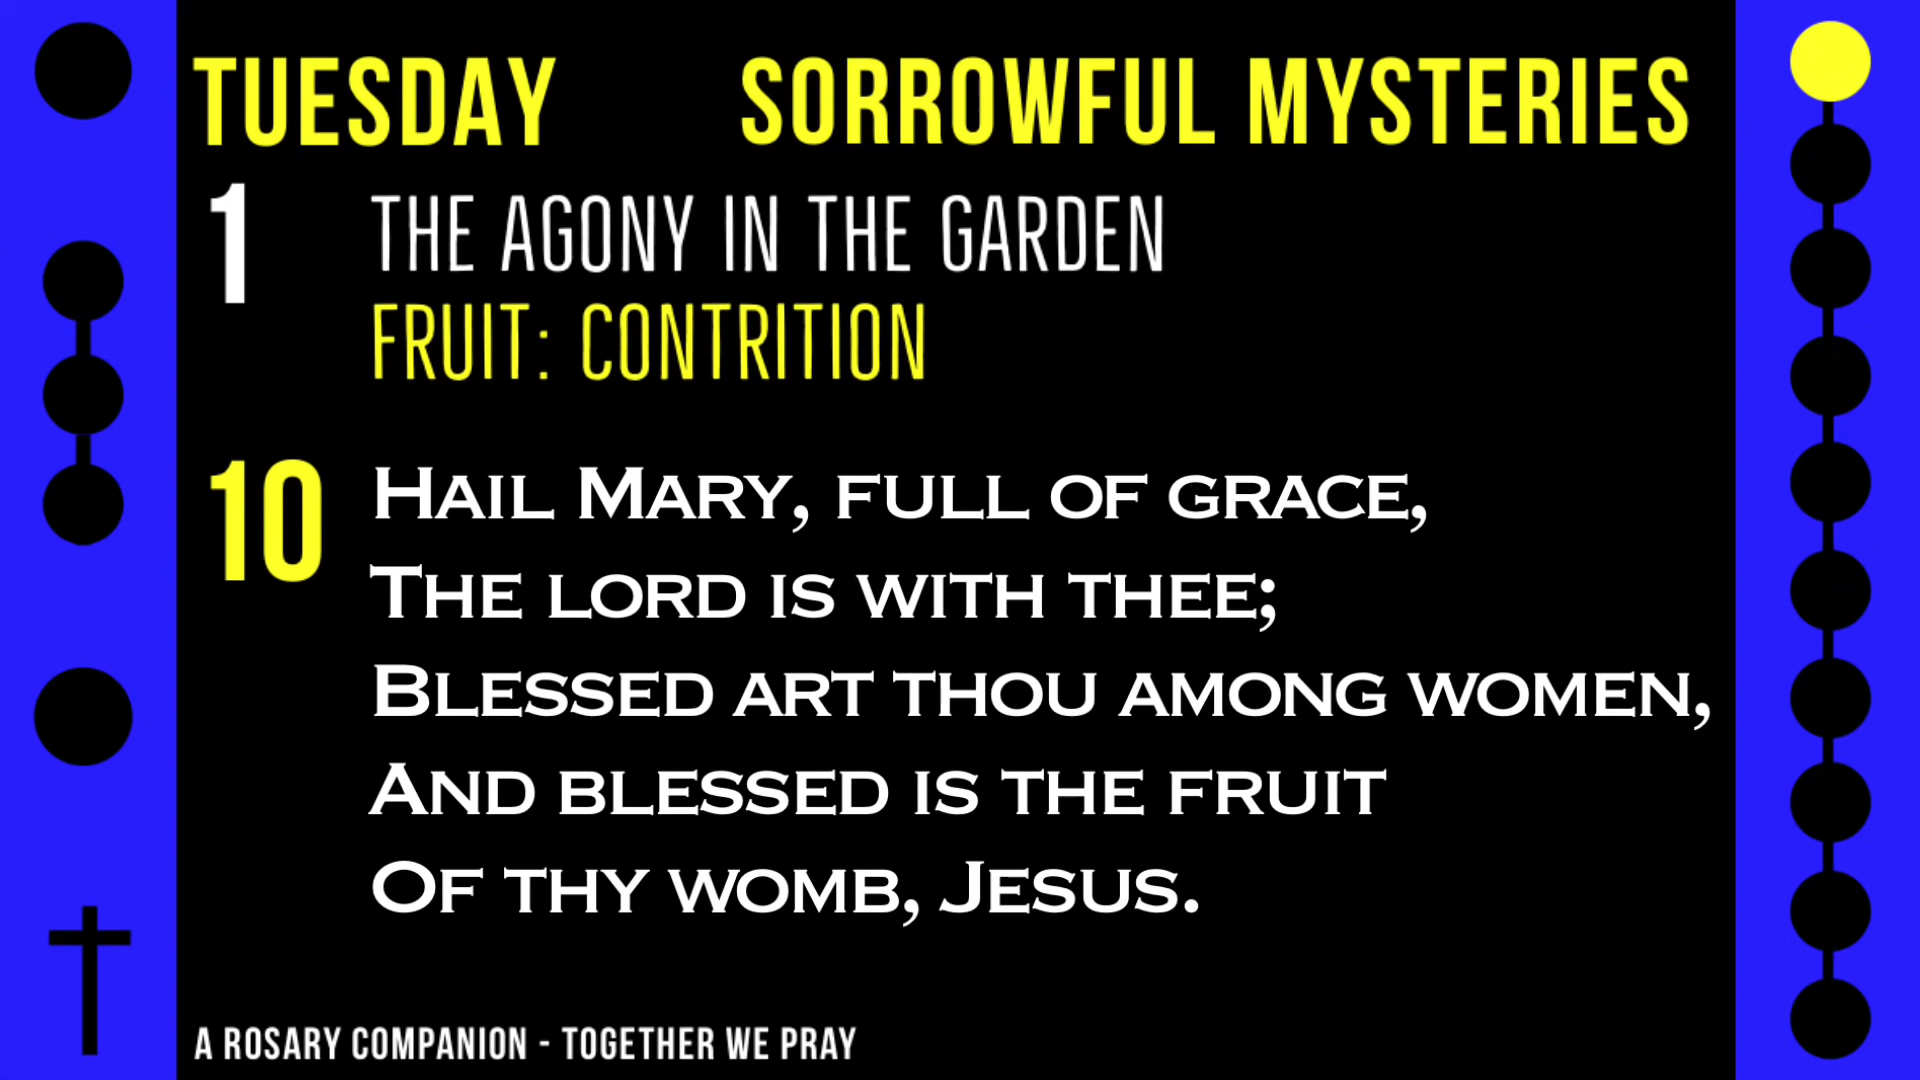 TUESDAY SORROWFUL MYSTERIES
1 THE AGONY IN THE GARDEN
FRUIT: CONTRITION
10 HAIL MARY, FULL OF GRACE,
THE LORD IS WITH THEE;
BLESSED ART THOU AMONG WOMEN,
AND BLESSED IS THE FRUIT
OF THY WOMB, JESUS.
A ROSARY COMPANION - TOGETHER WE PRAY